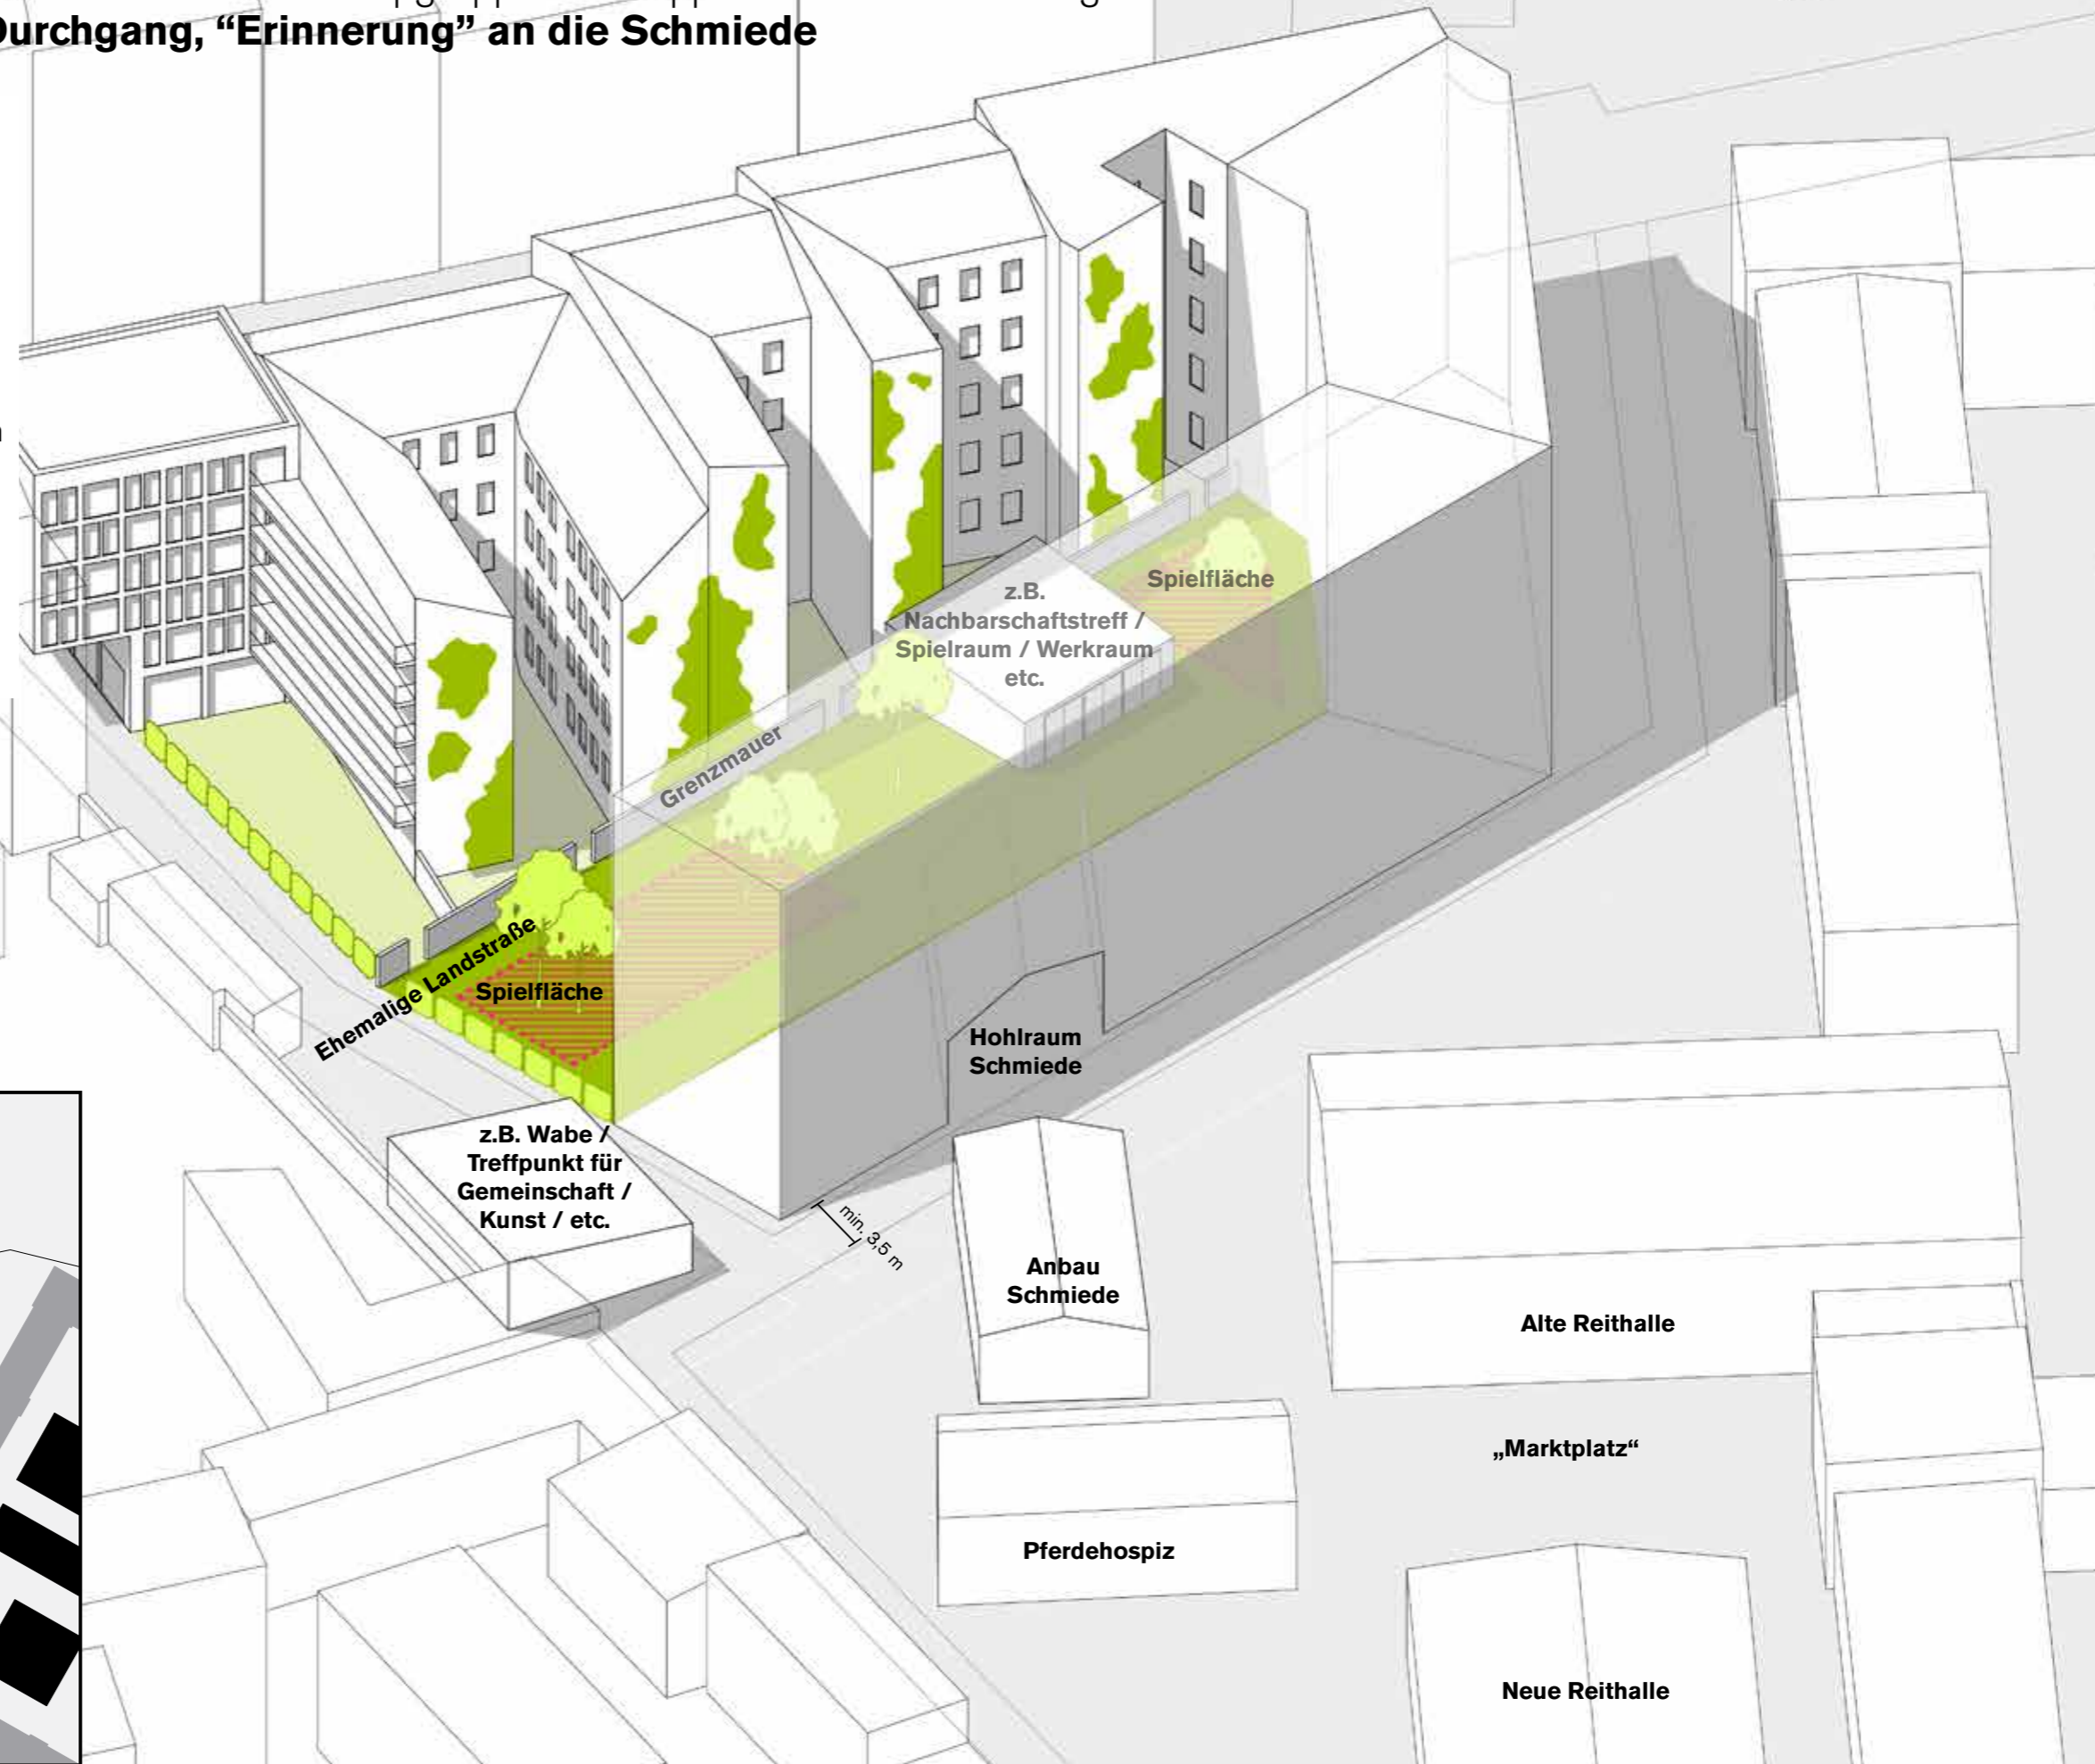 Durchgang, “Erinnerung” an die Schmiede
Spielfläche
z.B.
Nachbarschaftstreff /
Spielraum / Werkraum
etc.
Grenzmauer
Ehemalige Landstraße
Spielfläche
Hohlraum
Schmiede
z.B. Wabe /
Treffpunkt für
Gemeinschaft /
Kunst / etc.
min. 3,5 m
Anbau
Schmiede
Alte Reithalle
„Marktplatz“
Pferdehospiz
Neue Reithalle